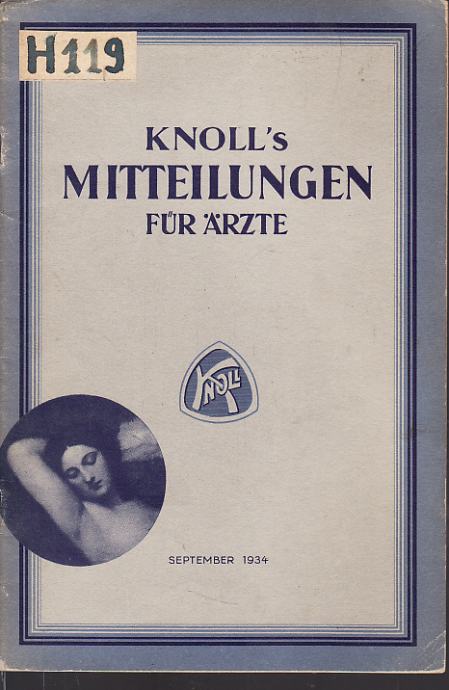 H119
KNOLL's
MITTEILUNGEN
FÜR ÄRZTE
KNOLL
SEPTEMBER 1934